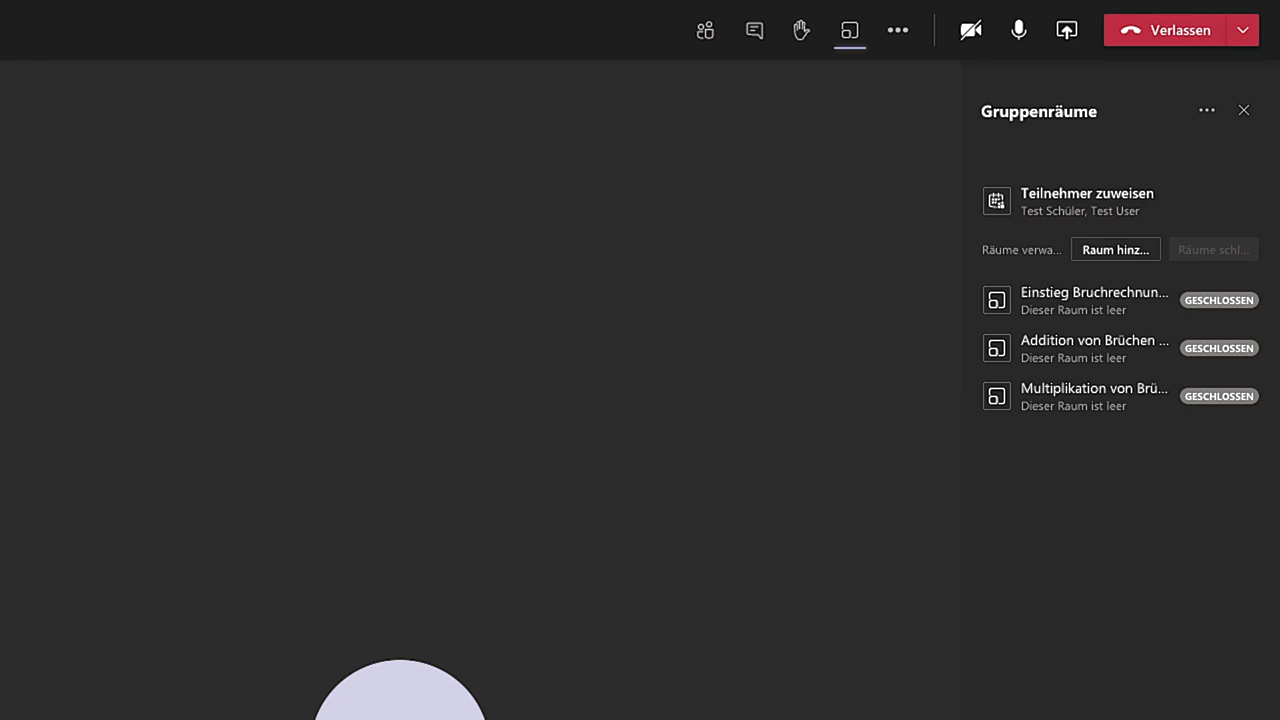 Verlassen
Gruppenräume
Teilnehmer zuweisen
Test Schüler, Test User
Räume verwa... Raum hinz... Räume schl...
Einstieg Bruchrechnun... GESCHLOSSEN
Dieser Raum ist leer
Addition von Brüchen ... GESCHLOSSEN
Dieser Raum ist leer
Multiplikation von Brü... GESCHLOSSEN
Dieser Raum ist leer